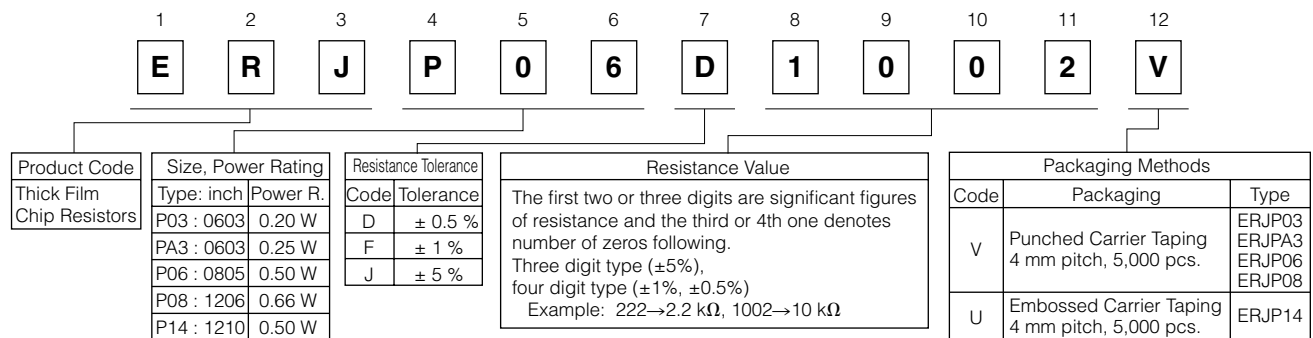 1 2 3 4 5 6 7 8 9 10 11 12
E R J P 0 6 D 1 0 0 2 V
Product Code
Thick Film
Chip Resistors
Size, Power Rating
Type: inch Power R.
P03 : 0603 0.20 W
PA3 : 0603 0.25 W
P06 : 0805 0.50 W
P08 : 1206 0.66 W
P14 : 1210 0.50 W
Resistance Tolerance
Code Tolerance
D ± 0.5 %
F ± 1 %
J ± 5 %
Resistance Value
The first two or three digits are significant figures
of resistance and the third or 4th one denotes
number of zeros following.
Three digit type (±5%),
four digit type (±1%, ±0.5%)
Example: 222→2.2 kΩ, 1002→10 kΩ
Packaging Methods
Code Packaging Type
V Punched Carrier Taping
4 mm pitch, 5,000 pcs.
ERJP03
ERJPA3
ERJP06
ERJP08
U Embossed Carrier Taping
4 mm pitch, 5,000 pcs.
ERJP14